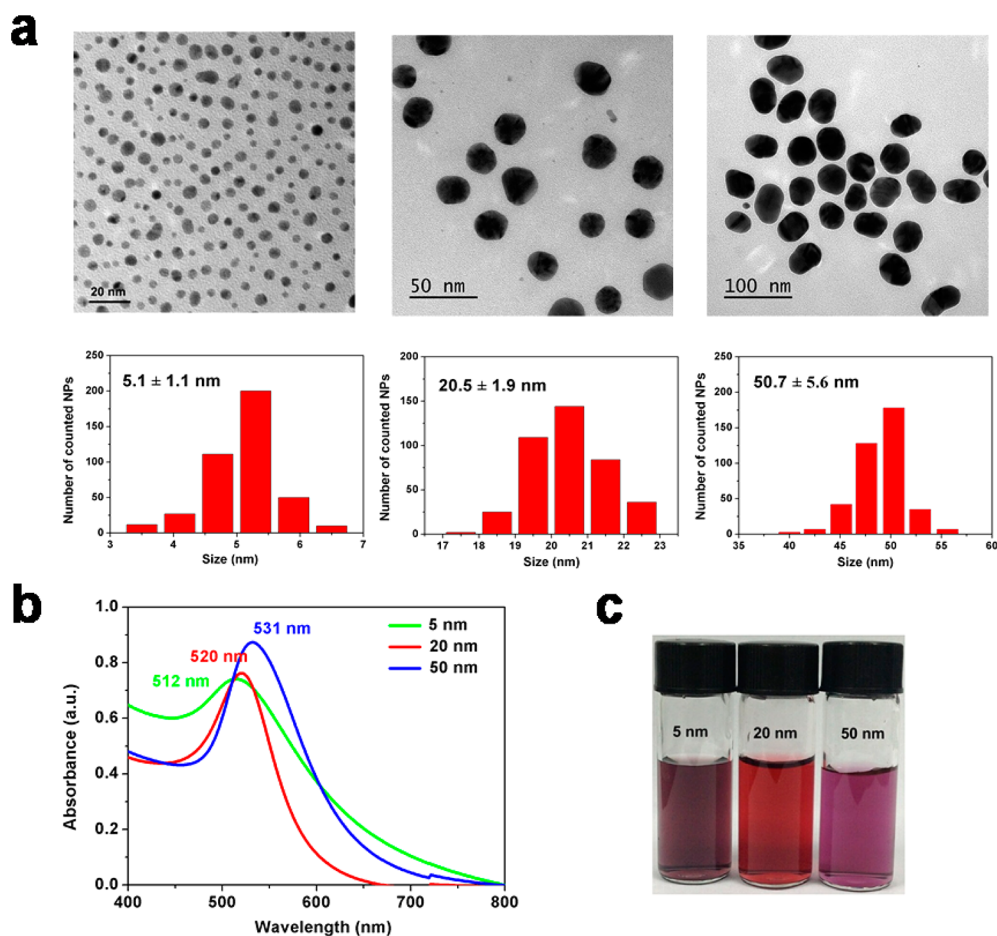 a
20 nm
50 nm
100 nm
5.1 ± 1.1 nm
Number of counted NPs
250
200
150
100
50
0
3 4 5 6 7
Size (nm)
20.5 ± 1.9 nm
Number of counted NPs
200
150
100
50
0
17 18 19 20 21 22 23
Size (nm)
50.7 ± 5.6 nm
Number of counted NPs
250
200
150
100
50
0
35 40 45 50 55 60
Size (nm)
b
531 nm
520 nm
512 nm
5 nm
20 nm
50 nm
Absorbance (a.u.)
1.0
0.8
0.6
0.4
0.2
0.0
400 500 600 700 800
Wavelength (nm)
c
5 nm
20 nm
50 nm